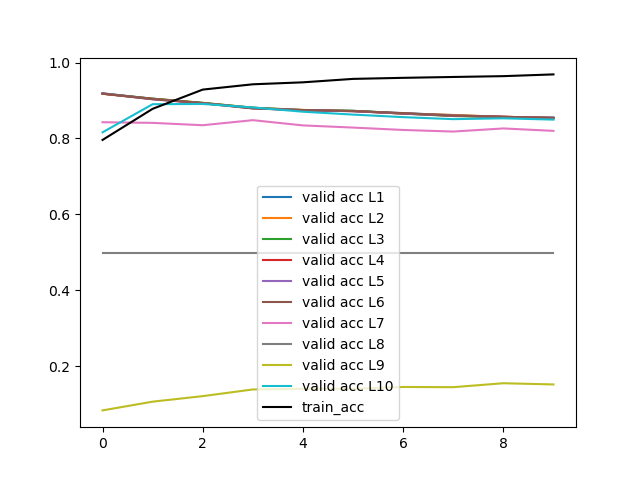 1.0
0.8
0.6
0.4
0.2
valid acc L1
valid acc L2
valid acc L3
valid acc L4
valid acc L5
valid acc L6
valid acc L7
valid acc L8
valid acc L9
valid acc L10
train_acc
0 2 4 6 8